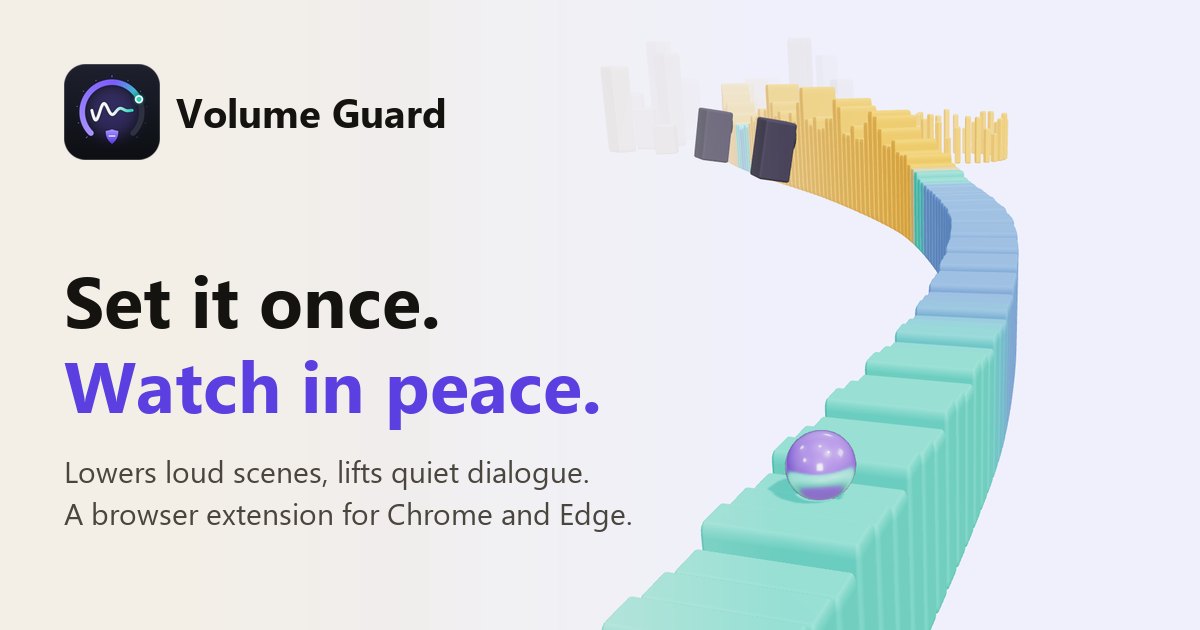 Volume Guard
Set it once.
Watch in peace.
Lowers loud scenes, lifts quiet dialogue.
A browser extension for Chrome and Edge.